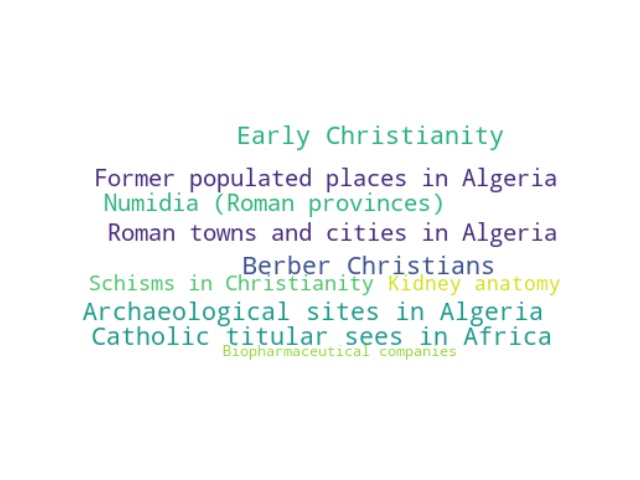 Early Christianity
Former populated places in Algeria
Numidia (Roman provinces)
Roman towns and cities in Algeria
Berber Christians
Schisms in Christianity Kidney anatomy
Archaeological sites in Algeria
Catholic titular sees in Africa
Biopharmaceutical companies